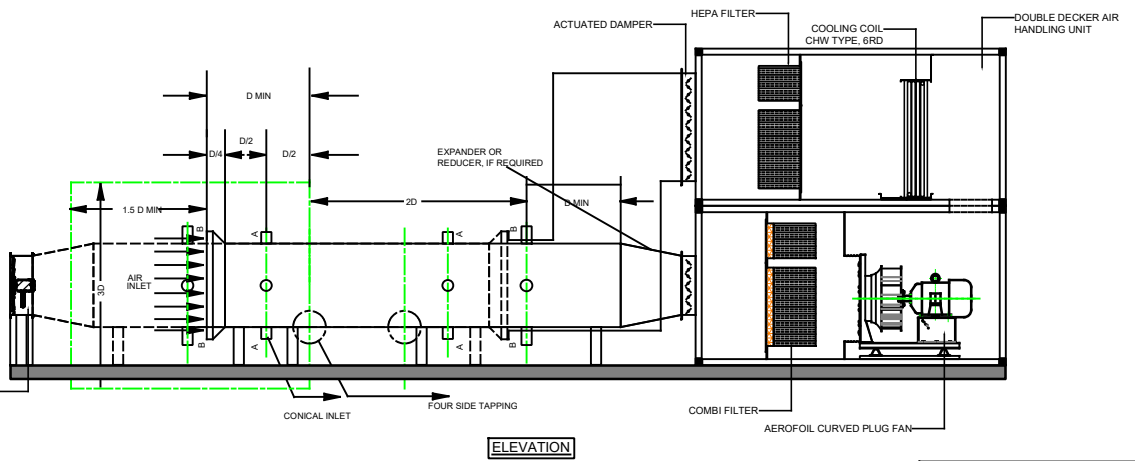 HEPA FILTER
ACTUATED DAMPER
COOLING COIL
CHW TYPE, 6RD
DOUBLE DECKER AIR
HANDLING UNIT
D MIN
D/2
D/4
D/2
EXPANDER OR
REDUCER, IF REQUIRED
1.5 D MIN
2D
D MIN
B
A
A
B
AIR
INLET
3D
B
A
A
B
CONICAL INLET
FOUR SIDE TAPPING
COMBI FILTER
AEROFOIL CURVED PLUG FAN
ELEVATION